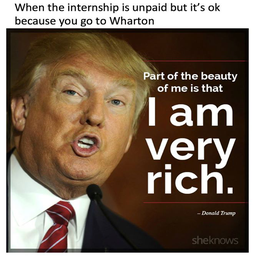 When the internship is unpaid but it's ok
because you go to Wharton
Part of the beauty
of me is that
I am
very
rich.
– Donald Trump
sheknows